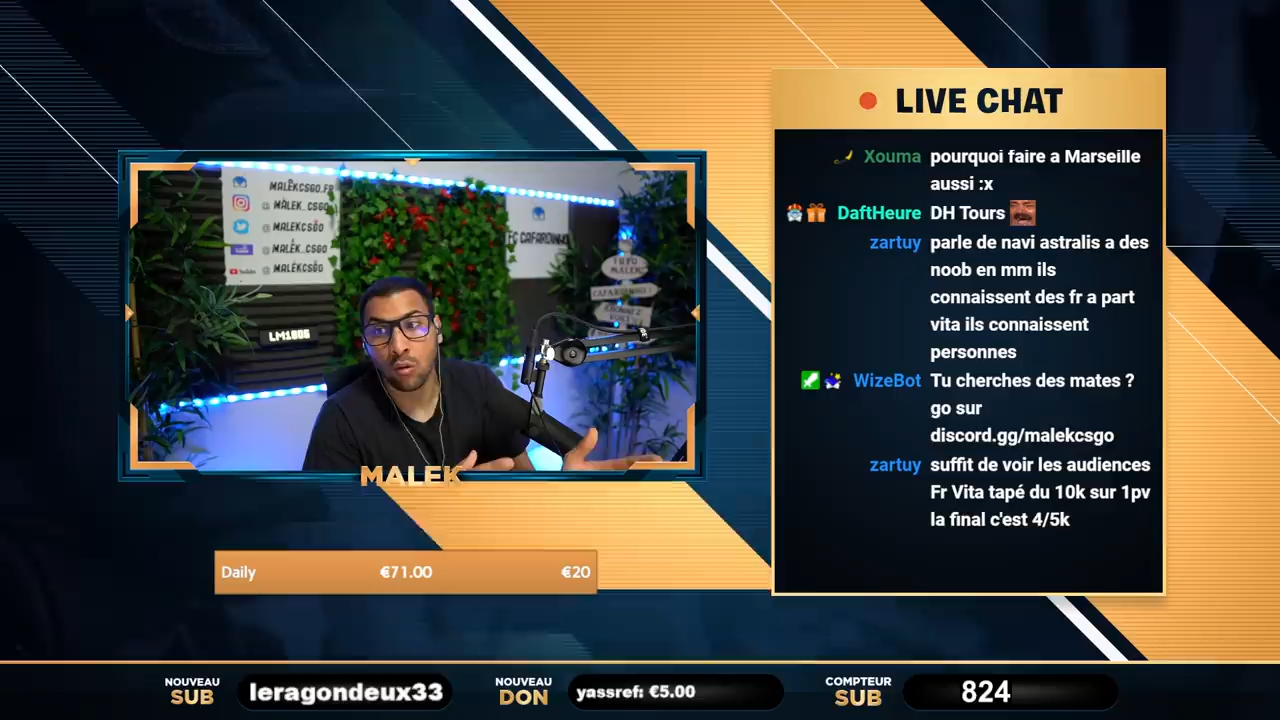 MALEKCSGO.FR
@ MALEK_CSGO
@ MALEKCSGO
@ MALEK_CSGO
YouTube @ MALEKCSGO
LM1806
TYPO
MALEK
MALEK
Daily €71.00 €20
LIVE CHAT
Xouma pourquoi faire a Marseille
aussi :x
DaftHeure DH Tours
zartuy parle de navi astralis a des
noob en mm ils
connaissent des fr a part
vita ils connaissent
personnes
WizeBot Tu cherches des mates ?
go sur
discord.gg/malekcsgo
zartuy suffit de voir les audiences
Fr Vita tapé du 10k sur 1pv
la final c'est 4/5k
NOUVEAU
SUB
leragondeux33
NOUVEAU
DON
yassref: €5.00
COMPTEUR
SUB
824